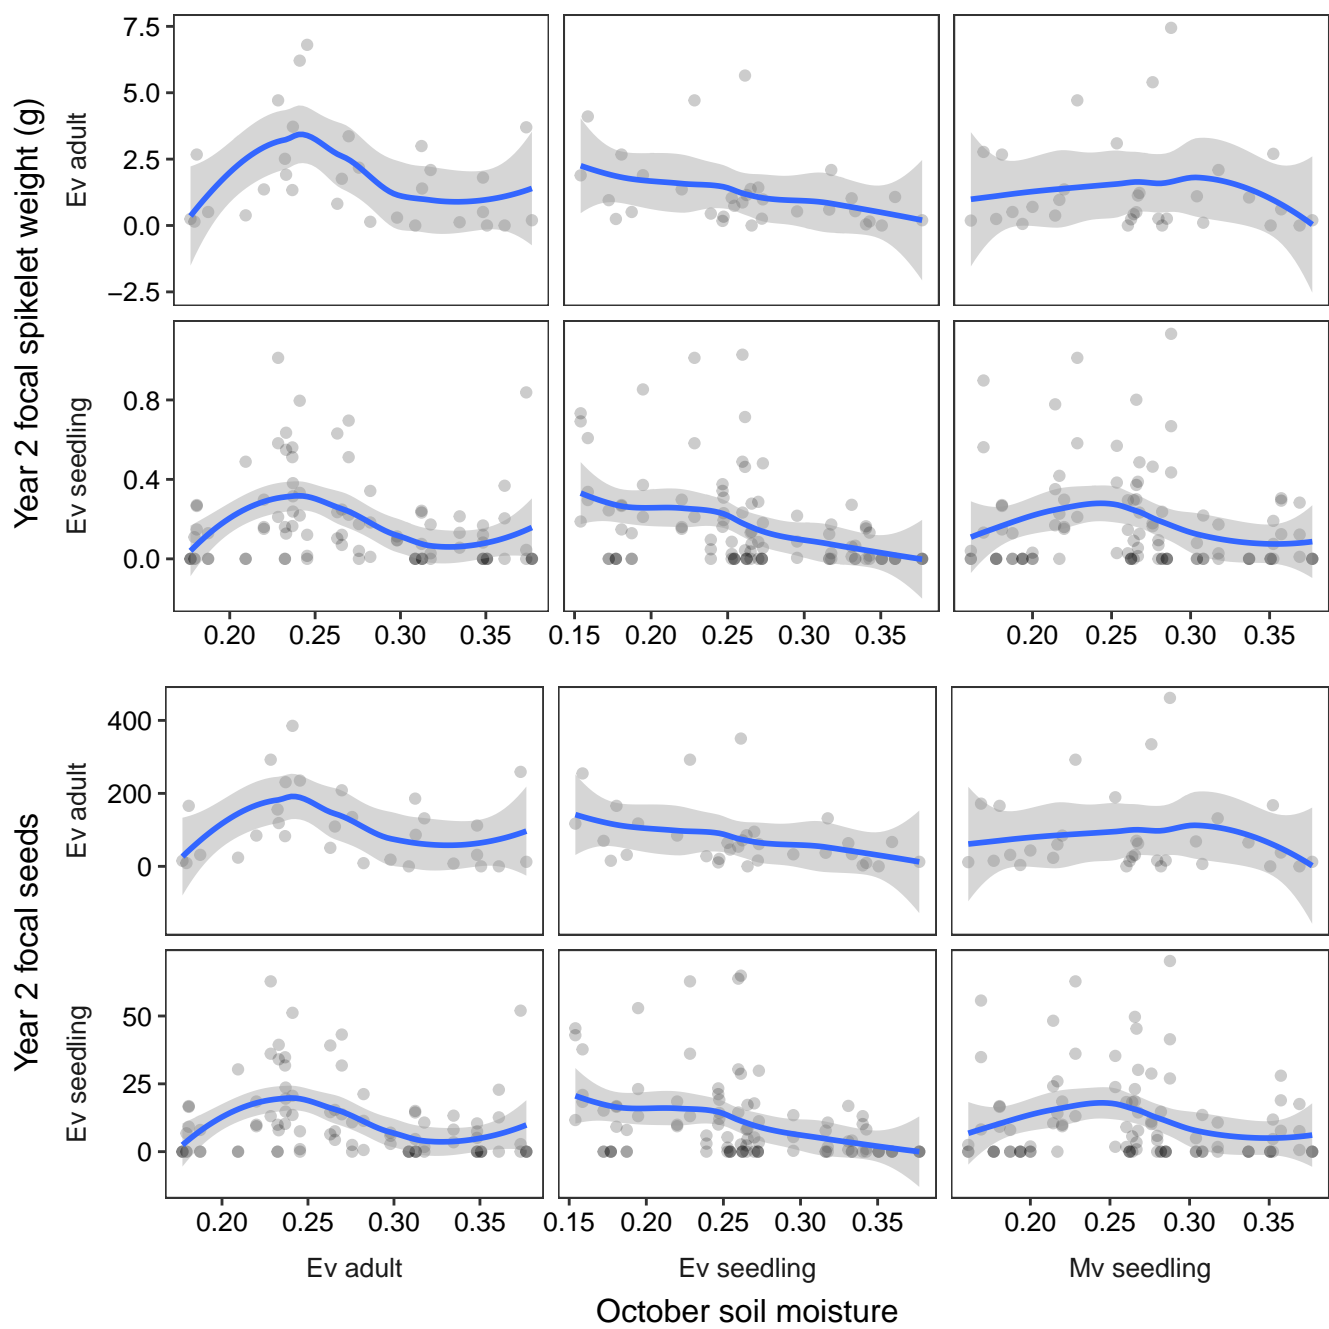 Year 2 focal spikelet weight (g)
Ev adult
7.5
5.0
2.5
0.0
−2.5
Ev seedling
0.8
0.4
0.0
0.20 0.25 0.30 0.35
0.15 0.20 0.25 0.30 0.35
0.20 0.25 0.30 0.35
Year 2 focal seeds
Ev adult
400
200
0
Ev seedling
50
25
0
0.20 0.25 0.30 0.35
0.15 0.20 0.25 0.30 0.35
0.20 0.25 0.30 0.35
Ev adult
Ev seedling
Mv seedling
October soil moisture